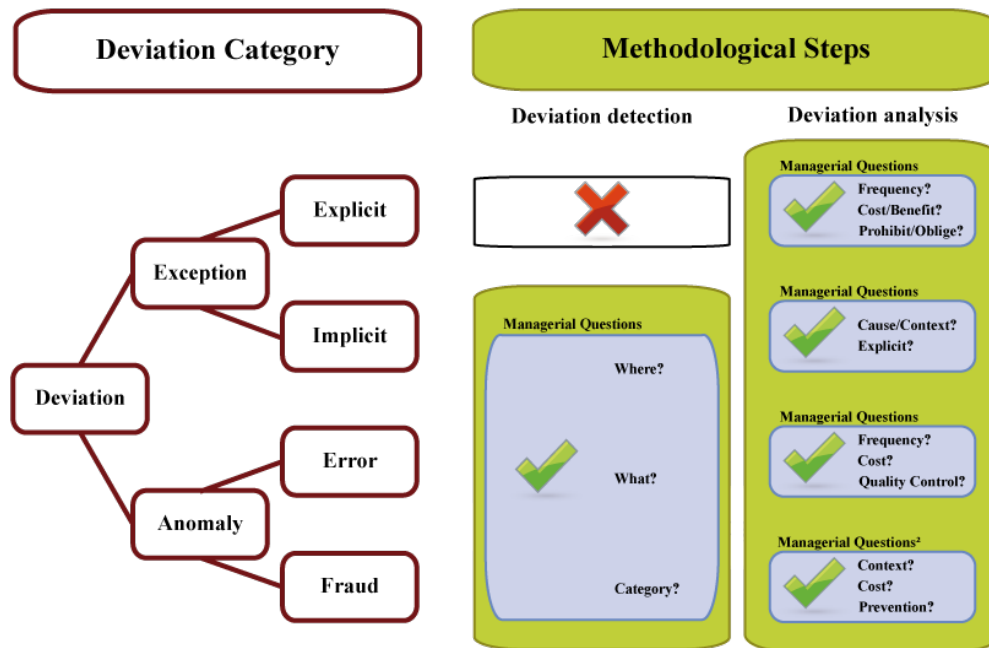 Deviation Category
Methodological Steps
Deviation detection
Deviation analysis
Explicit
Exception
Implicit
Deviation
Error
Anomaly
Fraud
Managerial Questions
Where?
What?
Category?
Managerial Questions
Frequency?
Cost/Benefit?
Prohibit/Oblige?
Managerial Questions
Cause/Context?
Explicit?
Managerial Questions
Frequency?
Cost?
Quality Control?
Managerial Questions²
Context?
Cost?
Prevention?